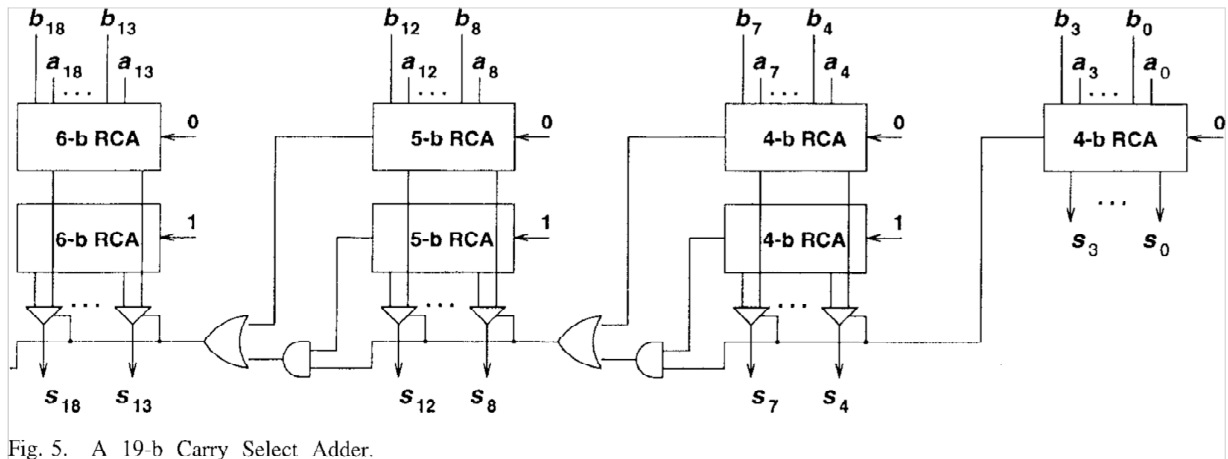 b18 b13 b12 b8 b7 b4 b3 b0
a18 ... a13 a12 ... a8 a7 ... a4 a3 ... a0
6-b RCA 0 5-b RCA 0 4-b RCA 0 4-b RCA 0
6-b RCA 1 5-b RCA 1 4-b RCA 1
... s3 s0
... ... ...
s18 s13 s12 s8 s7 s4
Fig. 5. A 19-b Carry Select Adder.